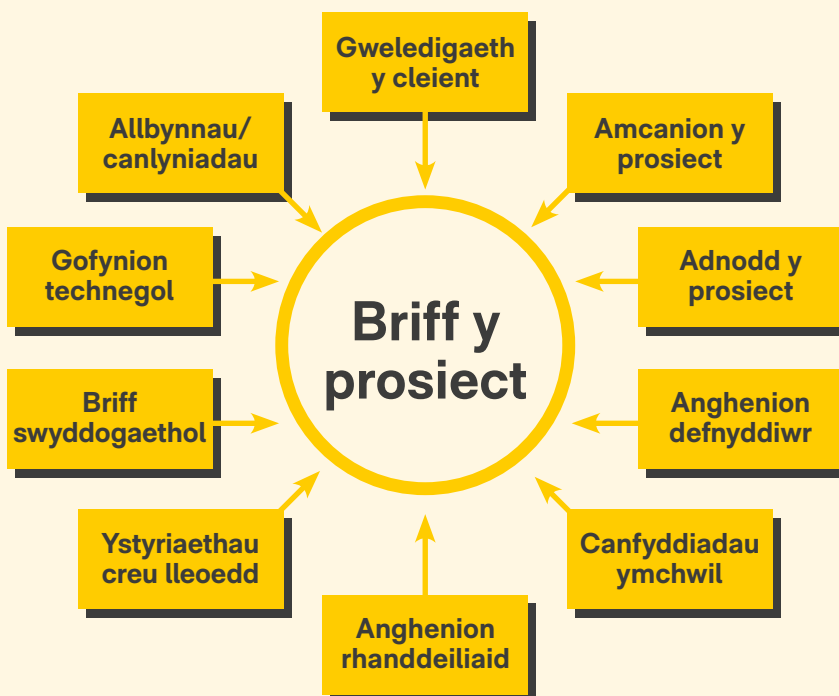 Gweledigaeth
y cleient
Allbynnau/
canlyniadau
Amcanion y
prosiect
Gofynion
technegol
Adnodd y
prosiect
Briff y
prosiect
Briff
swyddogaethol
Anghenion
defnyddiwr
Ystyriaethau
creu lleoedd
Canfyddiadau
ymchwil
Anghenion
rhanddeiliaid